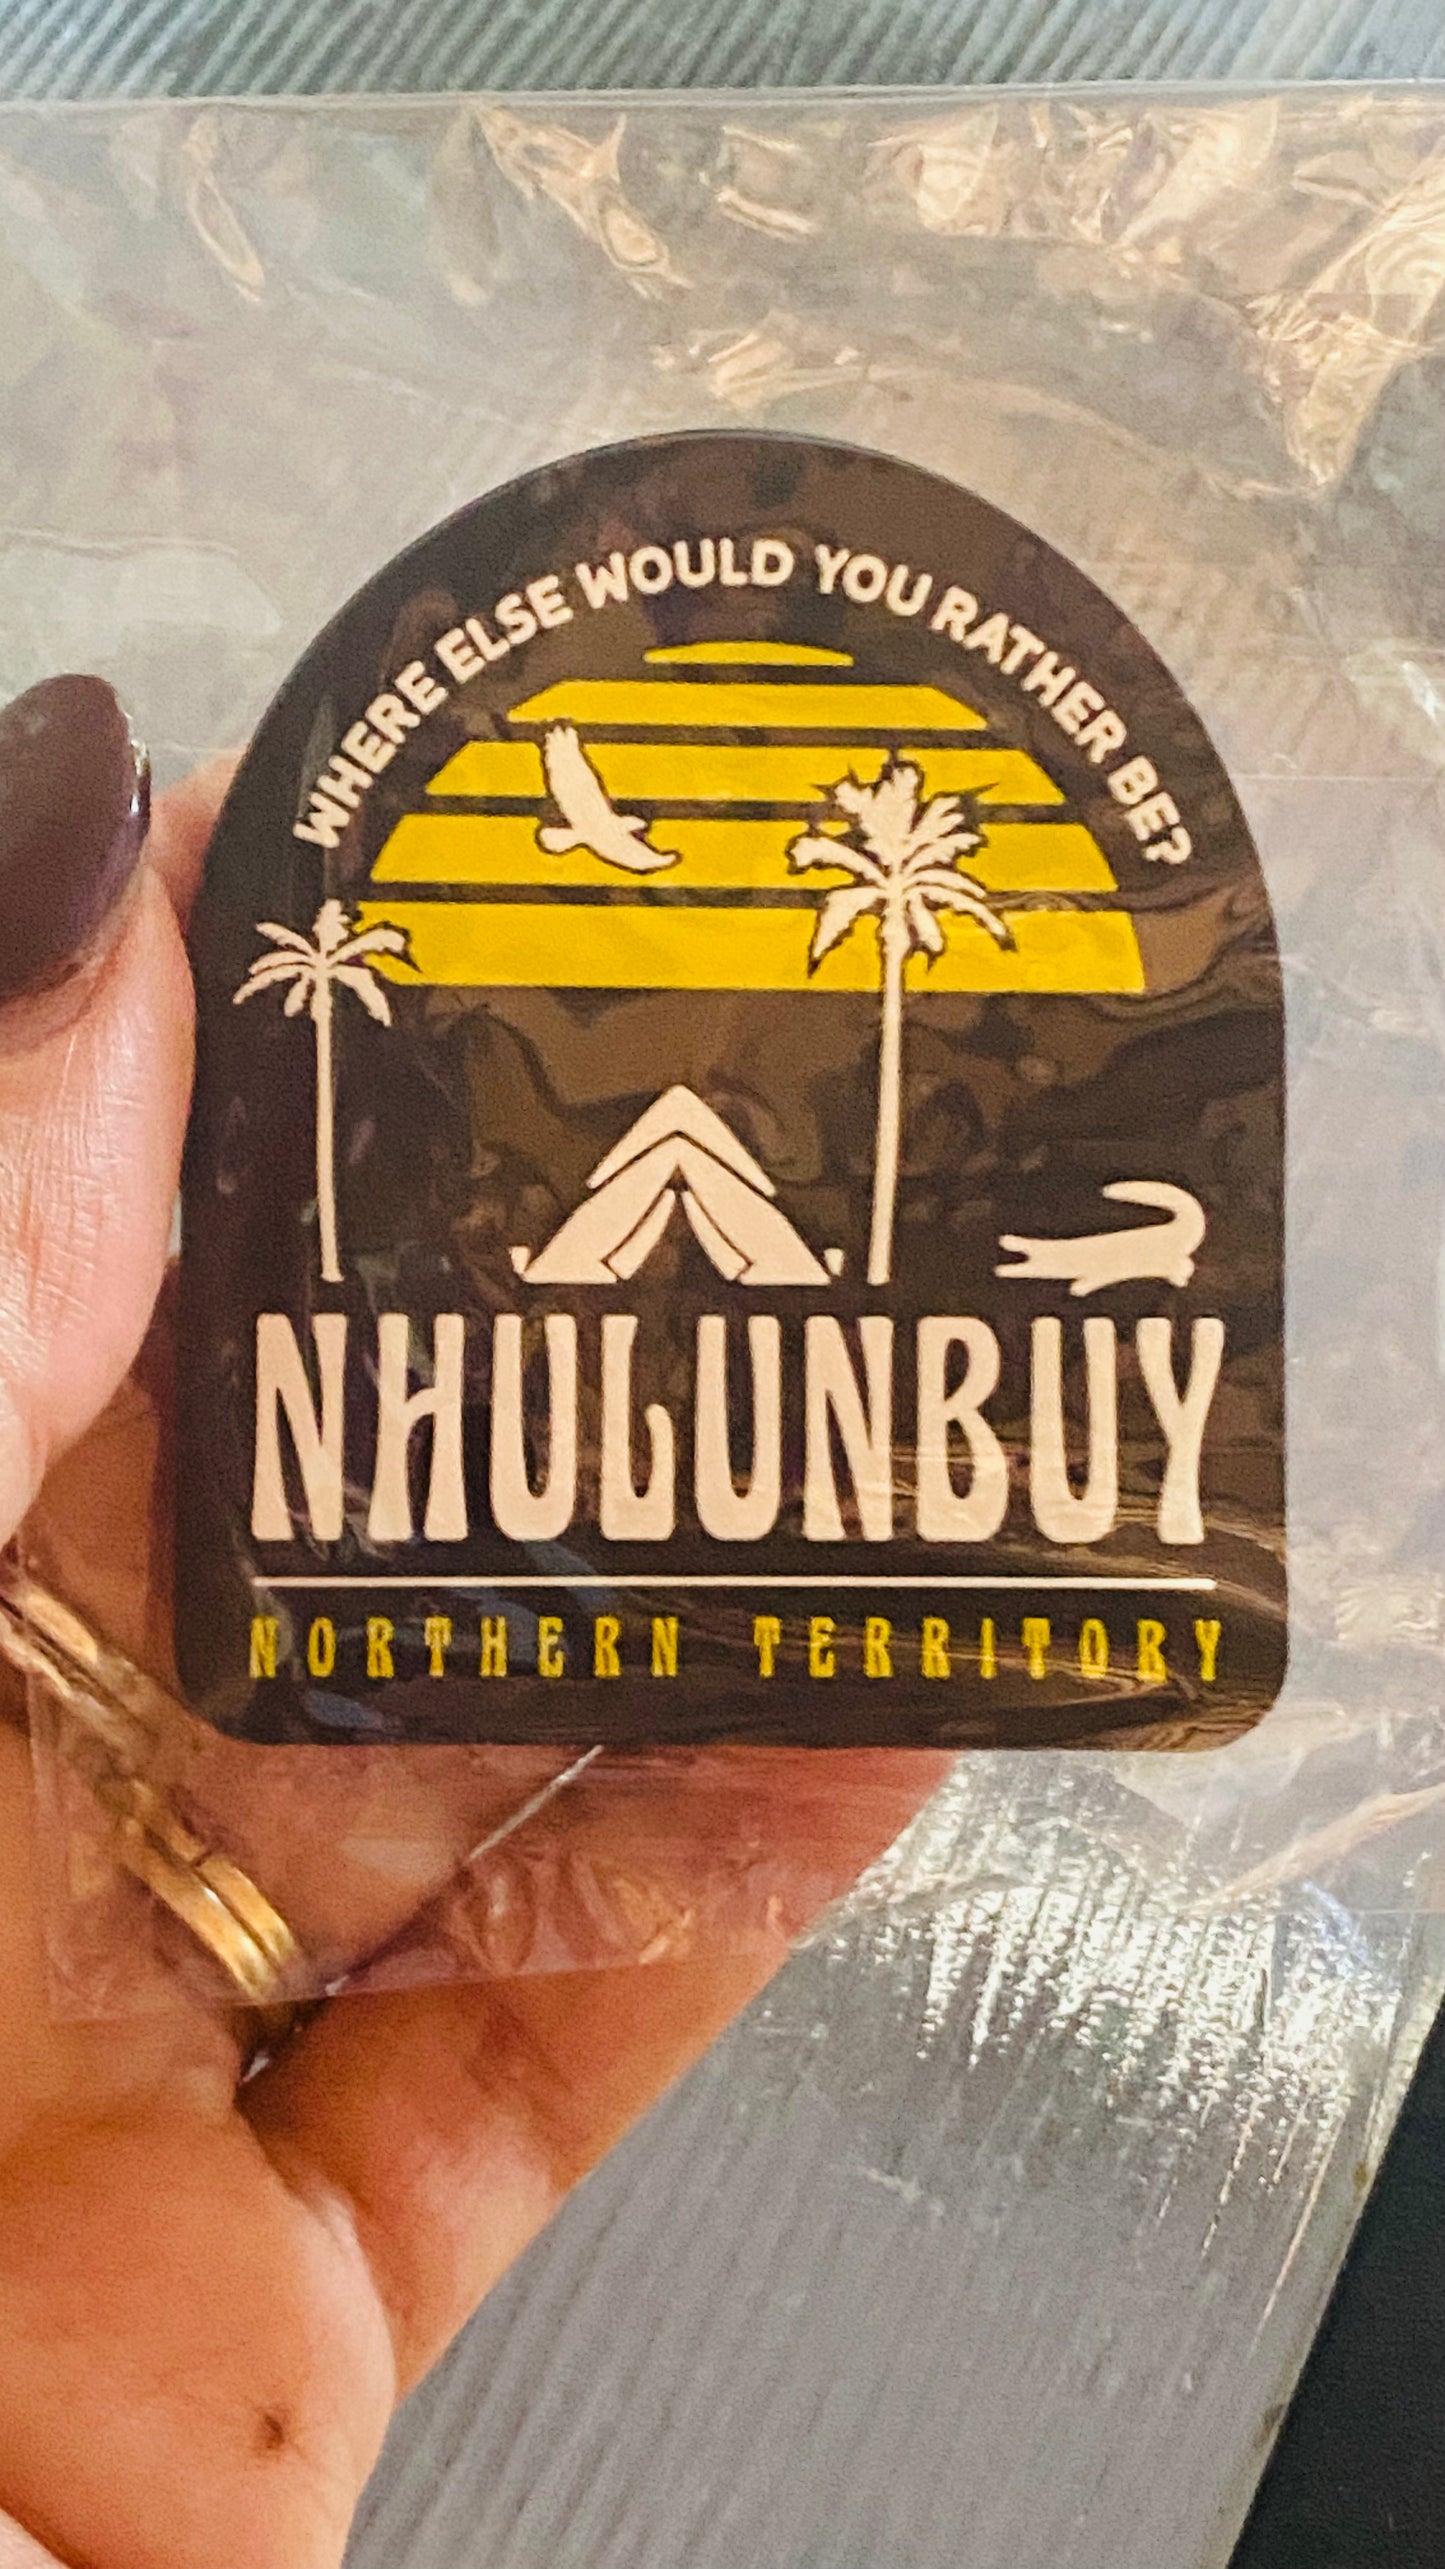 WHERE ELSE WOULD YOU RATHER BE?
NHULUNBUY
NORTHERN TERRITORY